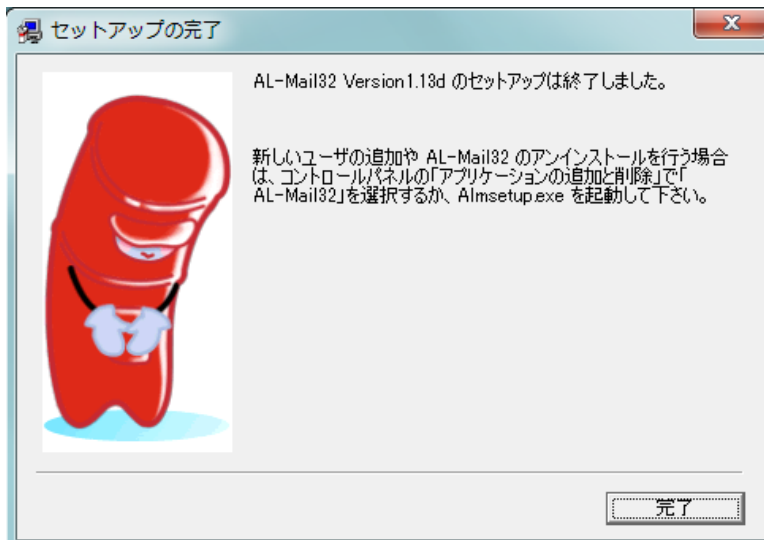 セットアップの完了
AL-Mail32 Version1.13d のセットアップは終了しました。
新しいユーザの追加や AL-Mail32 のアンインストールを行う場合
は、コントロールパネルの「アプリケーションの追加と削除」で「
AL-Mail32」を選択するか、Almsetup.exe を起動して下さい。
完了